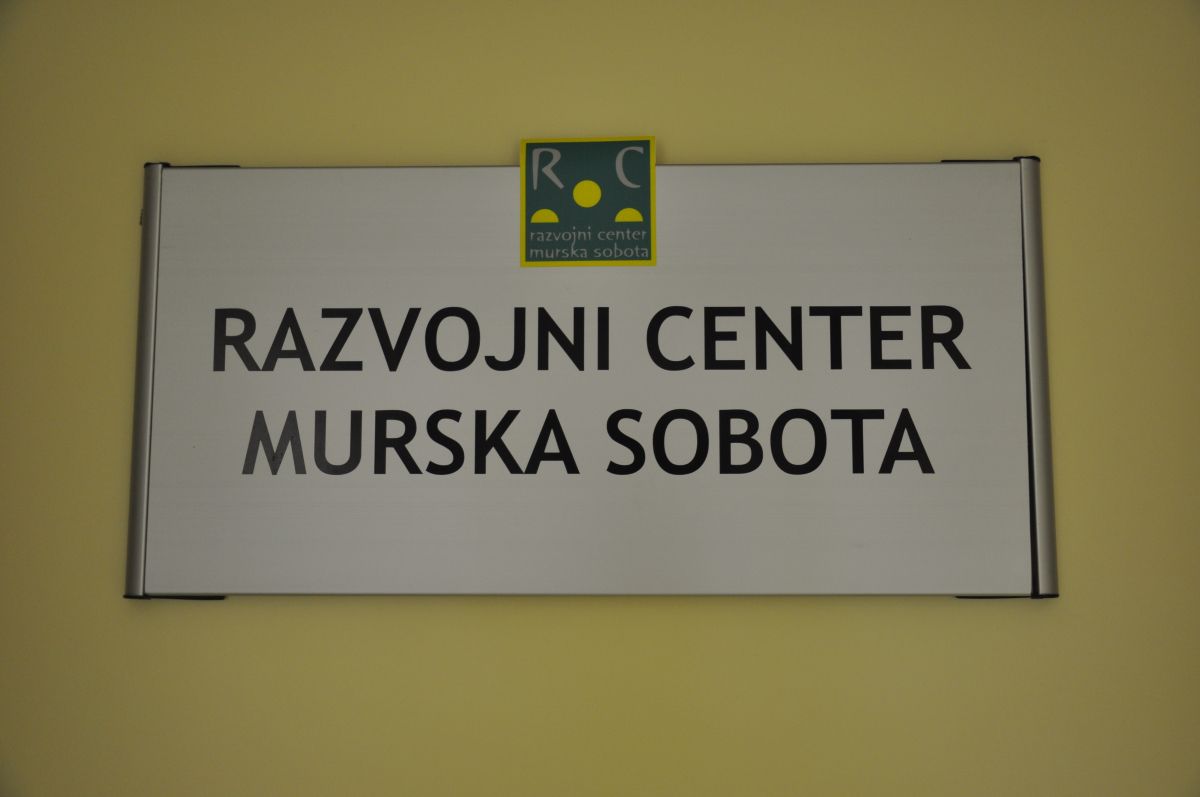 R C
razvojni center
murska sobota
RAZVOJNI CENTER
MURSKA SOBOTA